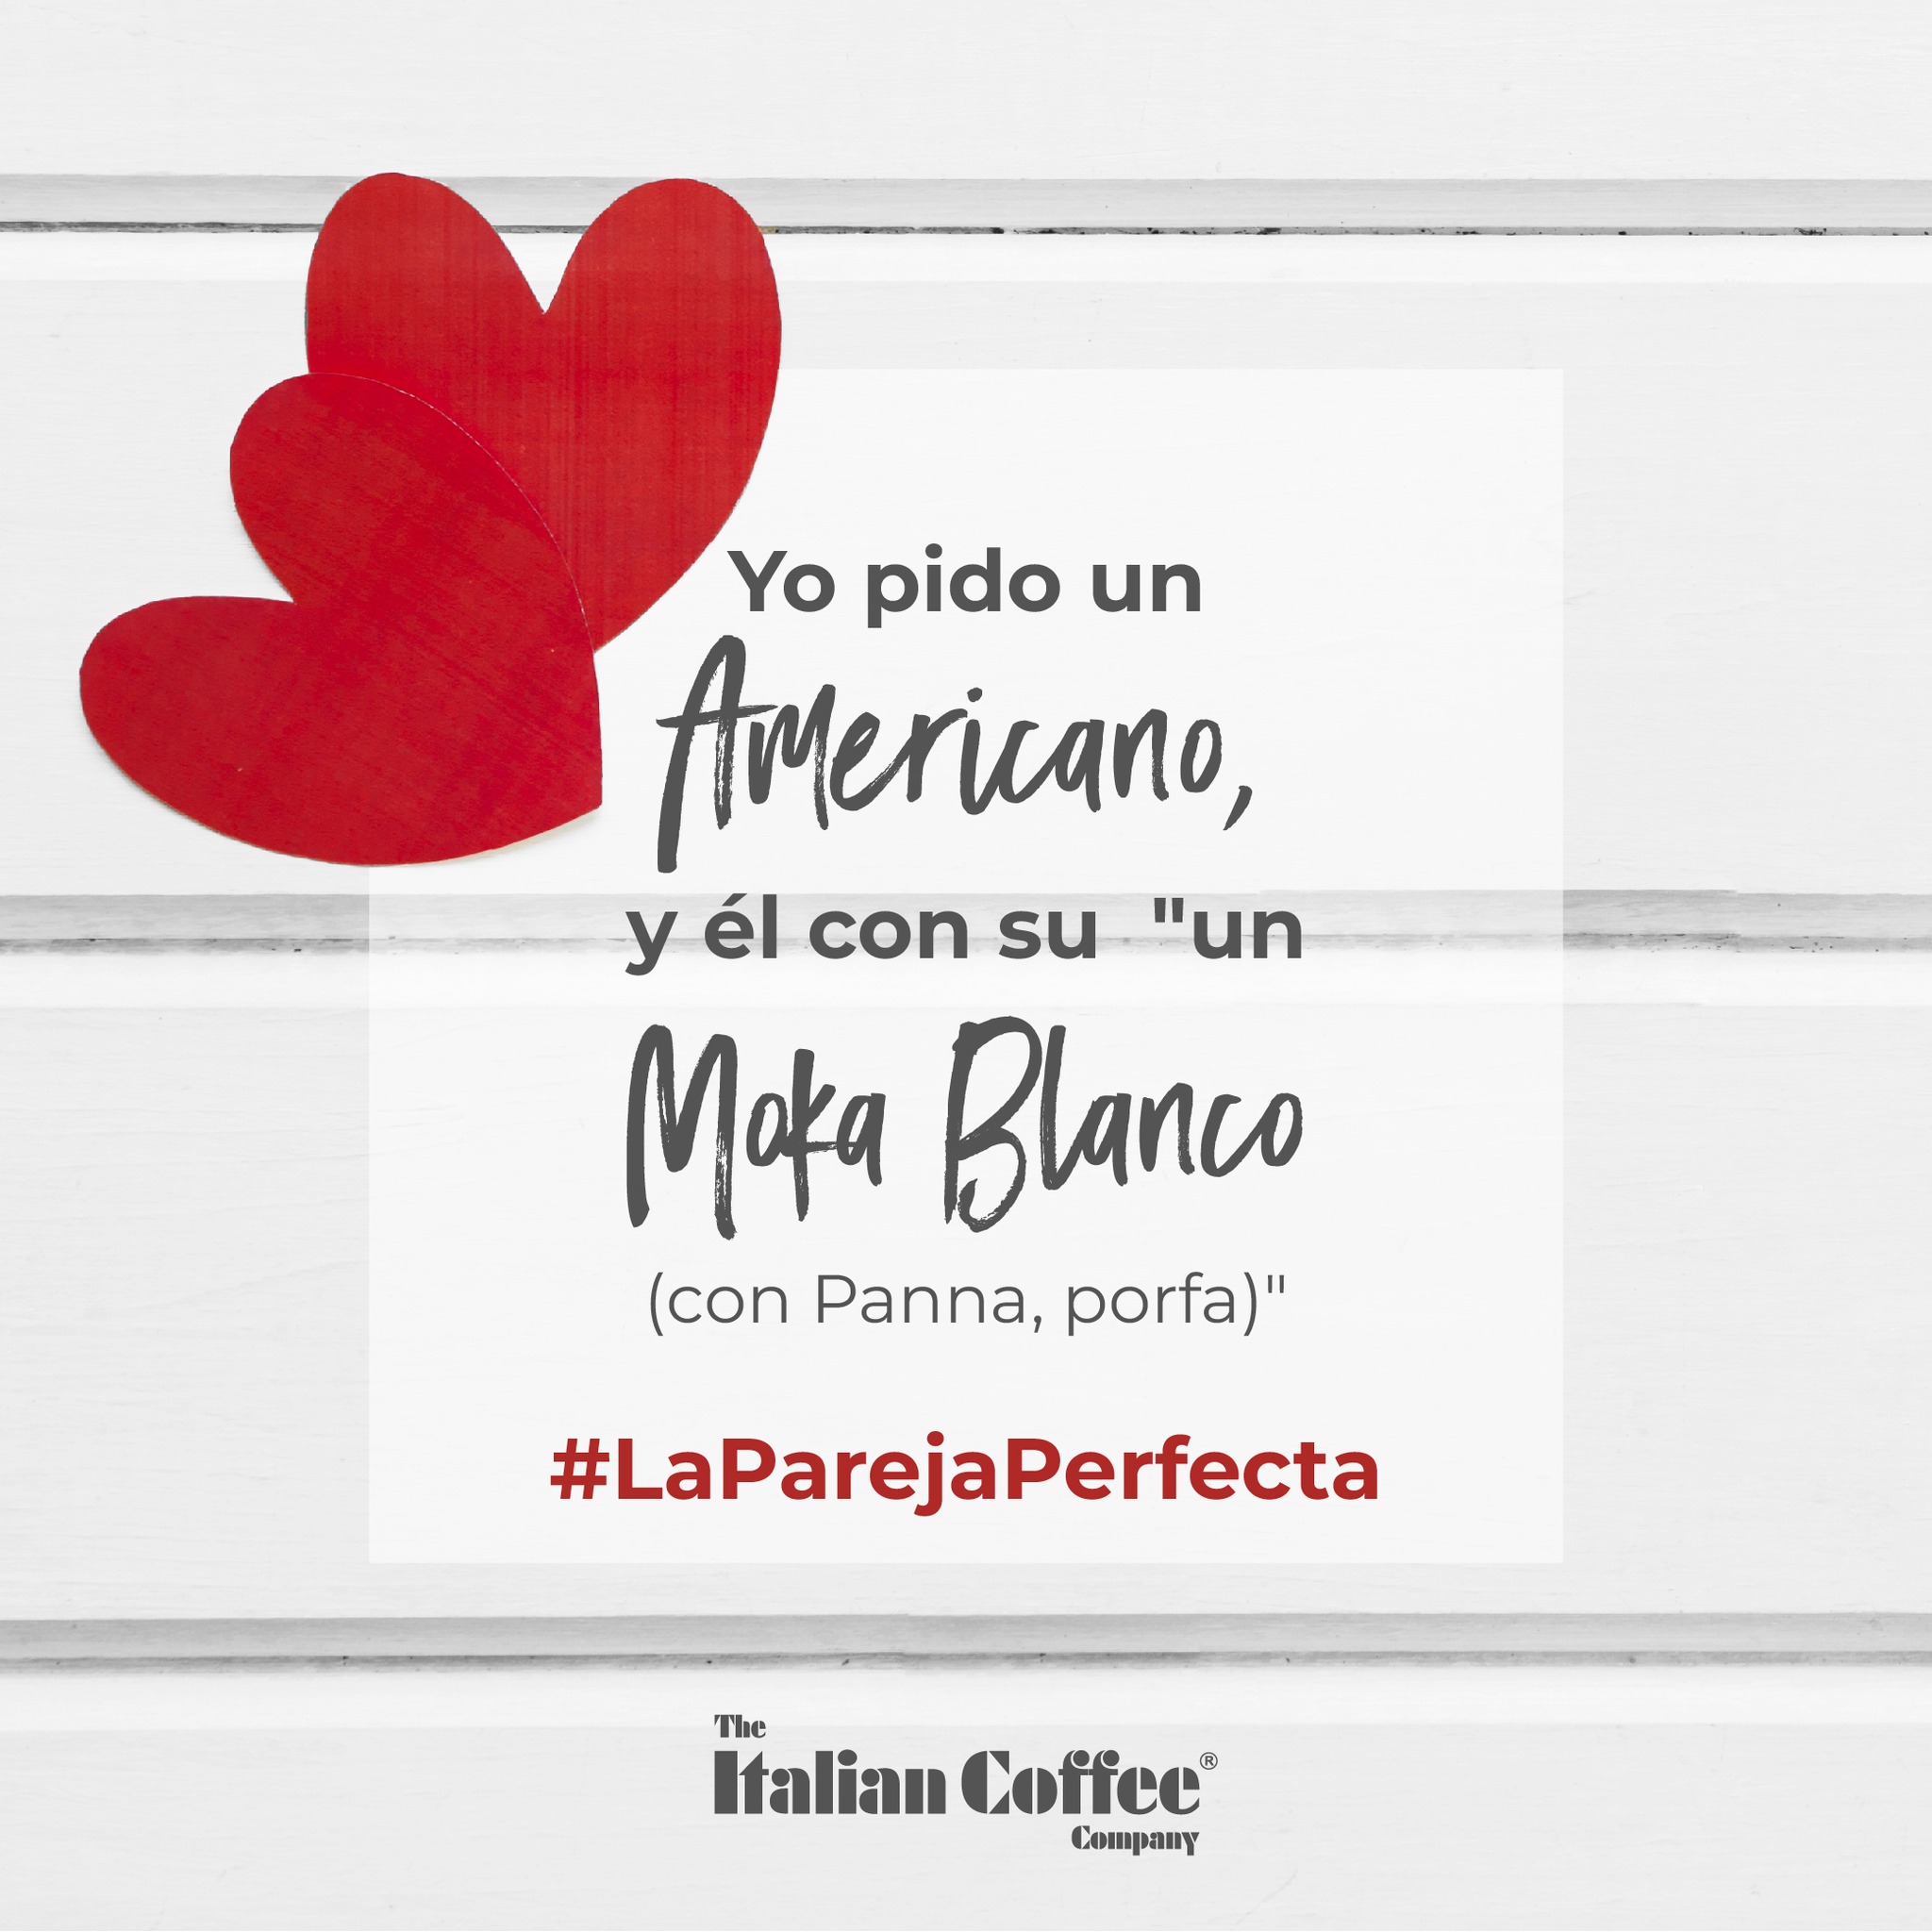 Yo pido un
Americano,
y él con su "un
Moka Blanco
(con Panna, porfa)"
#LaParejaPerfecta
The
Italian Coffee®
Company